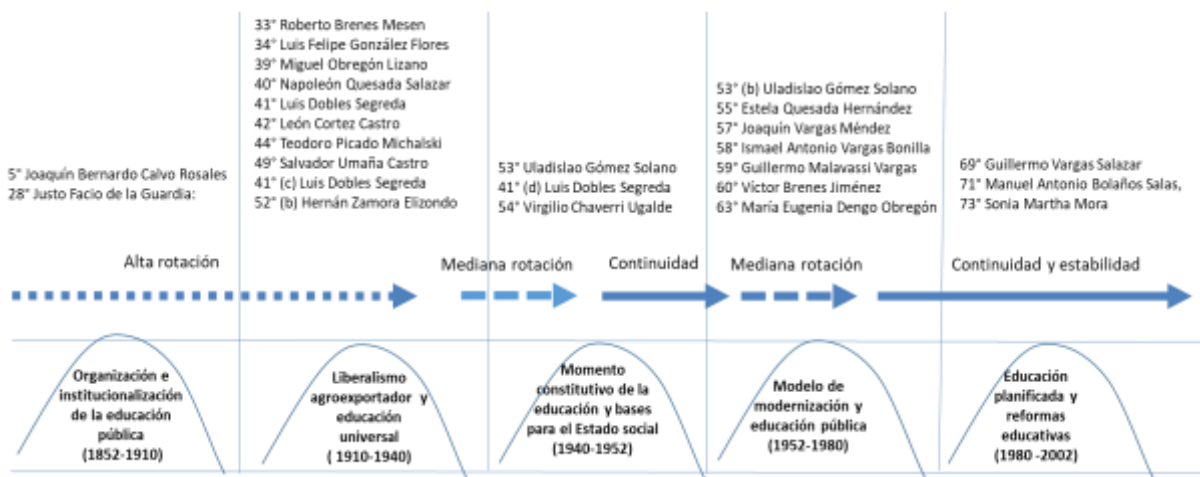 5° Joaquín Bernardo Calvo Rosales
28° Justo Facio de la Guardia:
33° Roberto Brenes Mesen
34° Luis Felipe González Flores
39° Miguel Obregón Lizano
40° Napoleón Quesada Salazar
41° Luis Dobles Segreda
42° León Cortez Castro
44° Teodoro Picado Michalski
49° Salvador Umaña Castro
41° (c) Luis Dobles Segreda
52° (b) Hernán Zamora Elizondo
53° Uladislao Gómez Solano
41° (d) Luis Dobles Segreda
54° Virgilio Chaverri Ugalde
53° (b) Uladislao Gómez Solano
55° Estela Quesada Hernández
57° Joaquín Vargas Méndez
58° Ismael Antonio Vargas Bonilla
59° Guillermo Malavassi Vargas
60° Víctor Brenes Jiménez
63° María Eugenia Dengo Obregón
69° Guillermo Vargas Salazar
71° Manuel Antonio Bolaños Salas,
73° Sonia Martha Mora
Alta rotación
Mediana rotación
Continuidad
Mediana rotación
Continuidad y estabilidad
Organización e
institucionalización
de la educación
pública
(1852-1910)
Liberalismo
agroexportador y
educación
universal
( 1910-1940)
Momento
constitutivo de la
educación y bases
para el Estado social
(1940-1952)
Modelo de
modernización y
educación pública
(1952-1980)
Educación
planificada y
reformas
educativas
(1980 -2002)